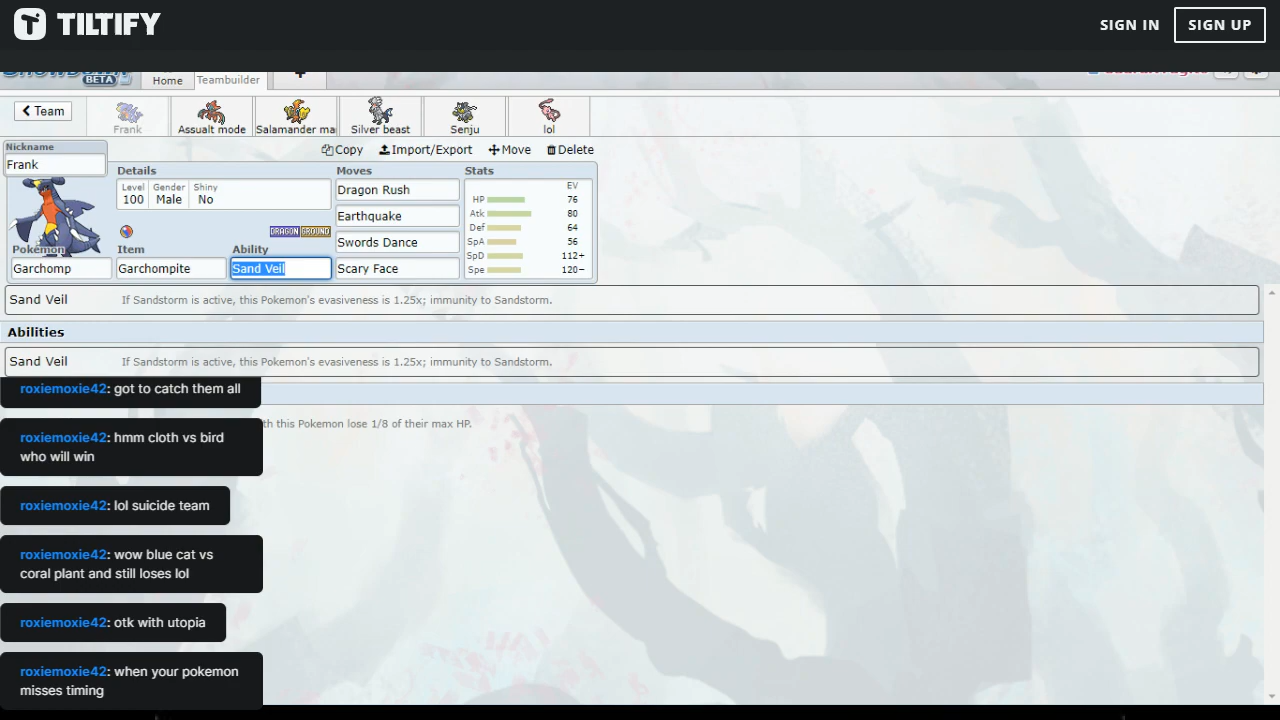 TILTIFY
SIGN IN
SIGN UP
BETA
Home
Teambuilder
+
Team
Frank
Assualt mode
Salamander ma
Silver beast
Senju
lol
Nickname
Frank
Copy
Import/Export
Move
Delete
Details
Moves
Stats
Level
Gender
Shiny
100
Male
No
Dragon Rush
Earthquake
Swords Dance
Scary Face
EV
HP 76
Atk 80
Def 64
SpA 56
SpD 112+
Spe 120−
DRAGON GROUND
Pokémon
Item
Ability
Garchomp
Garchompite
Sand Veil
Sand Veil If Sandstorm is active, this Pokemon's evasiveness is 1.25x; immunity to Sandstorm.
Abilities
Sand Veil If Sandstorm is active, this Pokemon's evasiveness is 1.25x; immunity to Sandstorm.
roxiemoxie42: got to catch them all
th this Pokemon lose 1/8 of their max HP.
roxiemoxie42: hmm cloth vs bird
who will win
roxiemoxie42: lol suicide team
roxiemoxie42: wow blue cat vs
coral plant and still loses lol
roxiemoxie42: otk with utopia
roxiemoxie42: when your pokemon
misses timing